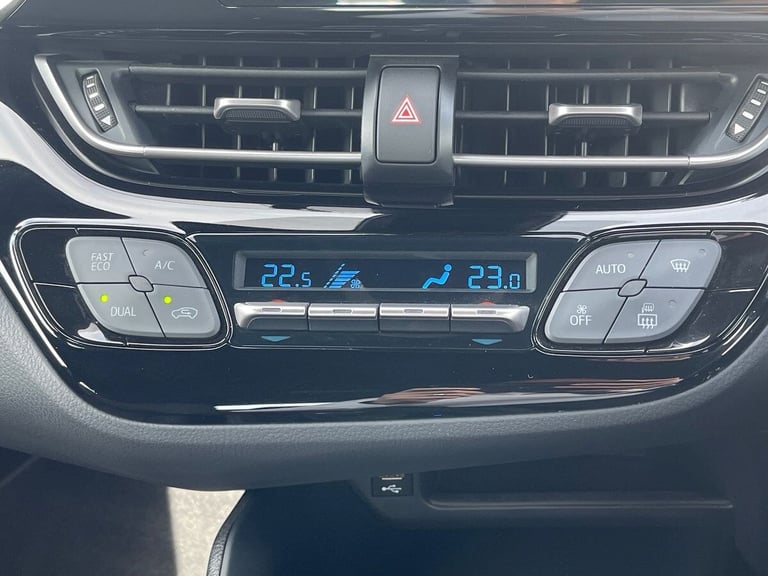 FAST
ECO
A/C
DUAL
22.5
23.0
AUTO
OFF